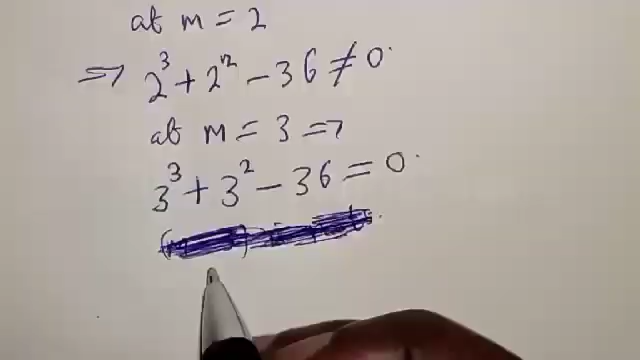 at m = 2
=> 2³ + 2² - 36 ≠ 0.
at m = 3 =>
3³ + 3² - 36 = 0.